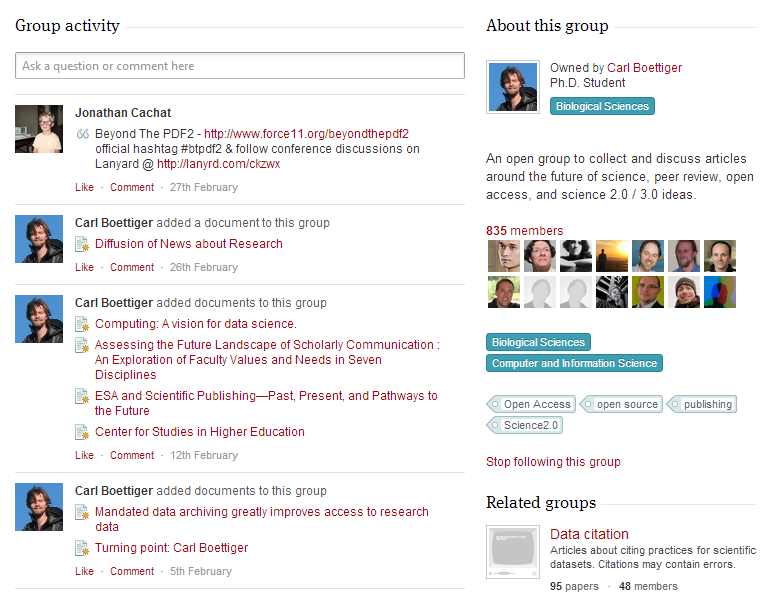 Group activity
Ask a question or comment here
Jonathan Cachat
Beyond The PDF2 - http://www.force11.org/beyondthepdf2
official hashtag #btpdf2 & follow conference discussions on
Lanyard @ http://lanyrd.com/ckzwx
Like · Comment · 27th February
Carl Boettiger added a document to this group
Diffusion of News about Research
Like · Comment · 26th February
Carl Boettiger added documents to this group
Computing: A vision for data science.
Assessing the Future Landscape of Scholarly Communication :
An Exploration of Faculty Values and Needs in Seven
Disciplines
ESA and Scientific Publishing—Past, Present, and Pathways to
the Future
Center for Studies in Higher Education
Like · Comment · 12th February
Carl Boettiger added documents to this group
Mandated data archiving greatly improves access to research
data
Turning point: Carl Boettiger
Like · Comment · 5th February
About this group
Owned by Carl Boettiger
Ph.D. Student
Biological Sciences
An open group to collect and discuss articles
around the future of science, peer review, open
access, and science 2.0 / 3.0 ideas.
835 members
Biological Sciences
Computer and Information Science
Open Access open source publishing
Science2.0
Stop following this group
Related groups
Data citation
Articles about citing practices for scientific
datasets. Citations may contain errors.
95 papers · 48 members